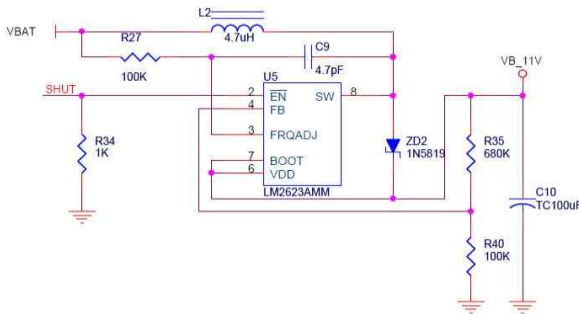 L2
VBAT
4.7uH
R27
100K
C9
4.7pF
VB_11V
U5
SHUT
2
EN
SW
8
4
FB
R34
1K
3
FRQADJ
ZD2
1N5819
R35
680K
7
BOOT
6
VDD
LM2623AMM
C10
TC100uF
R40
100K